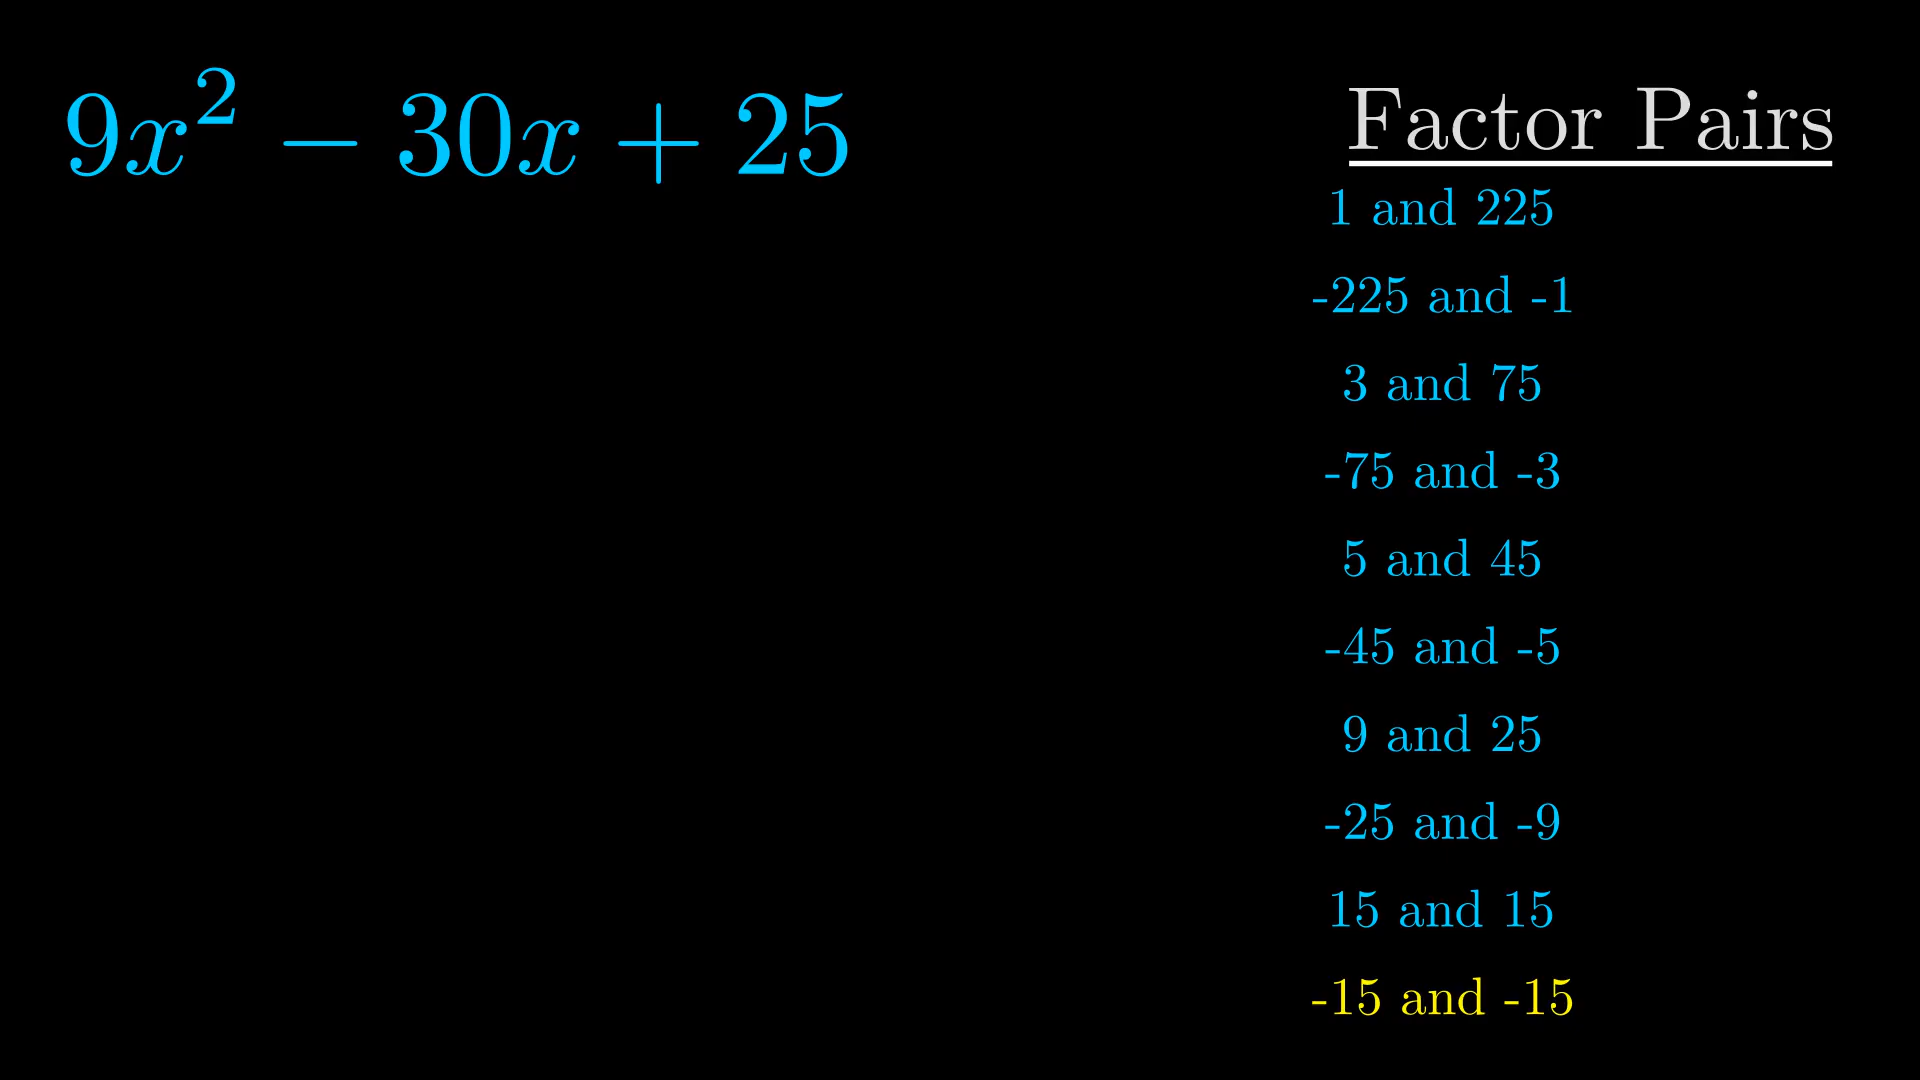 9x² − 30x + 25
Factor Pairs
1 and 225
-225 and -1
3 and 75
-75 and -3
5 and 45
-45 and -5
9 and 25
-25 and -9
15 and 15
-15 and -15